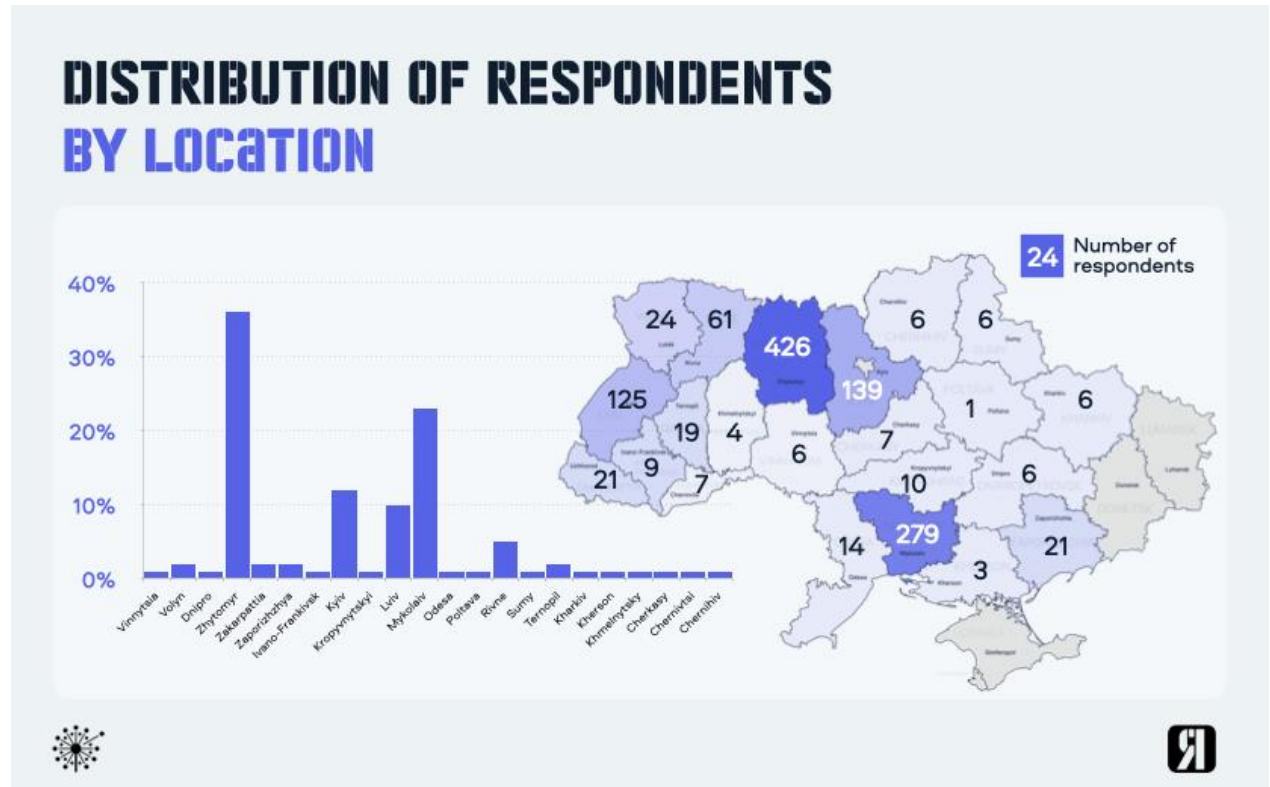 DISTRIBUTION OF RESPONDENTS
BY LOCATION
24
Number of
respondents
40%
30%
20%
10%
0%
Vinnytsia
Volyn
Dnipro
Zhytomyr
Zakarpattia
Zaporizhzhya
Ivano-Frankivsk
Kyiv
Kropyvnytskyi
Lviv
Mykolaiv
Odesa
Poltava
Rivne
Sumy
Ternopil
Kharkiv
Kherson
Khmelnytsky
Cherkasy
Chernivtsi
Chernihiv
24
61
426
6
6
139
125
1
6
19
4
7
6
9
21
7
10
6
279
14
21
3